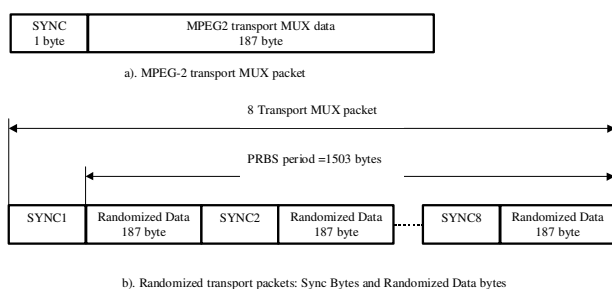 SYNC
1 byte
MPEG2 transport MUX data
187 byte
a). MPEG-2 transport MUX packet
8 Transport MUX packet
PRBS period =1503 bytes
SYNC1
Randomized Data
187 byte
SYNC2
Randomized Data
187 byte
SYNC8
Randomized Data
187 byte
b). Randomized transport packets: Sync Bytes and Randomized Data bytes